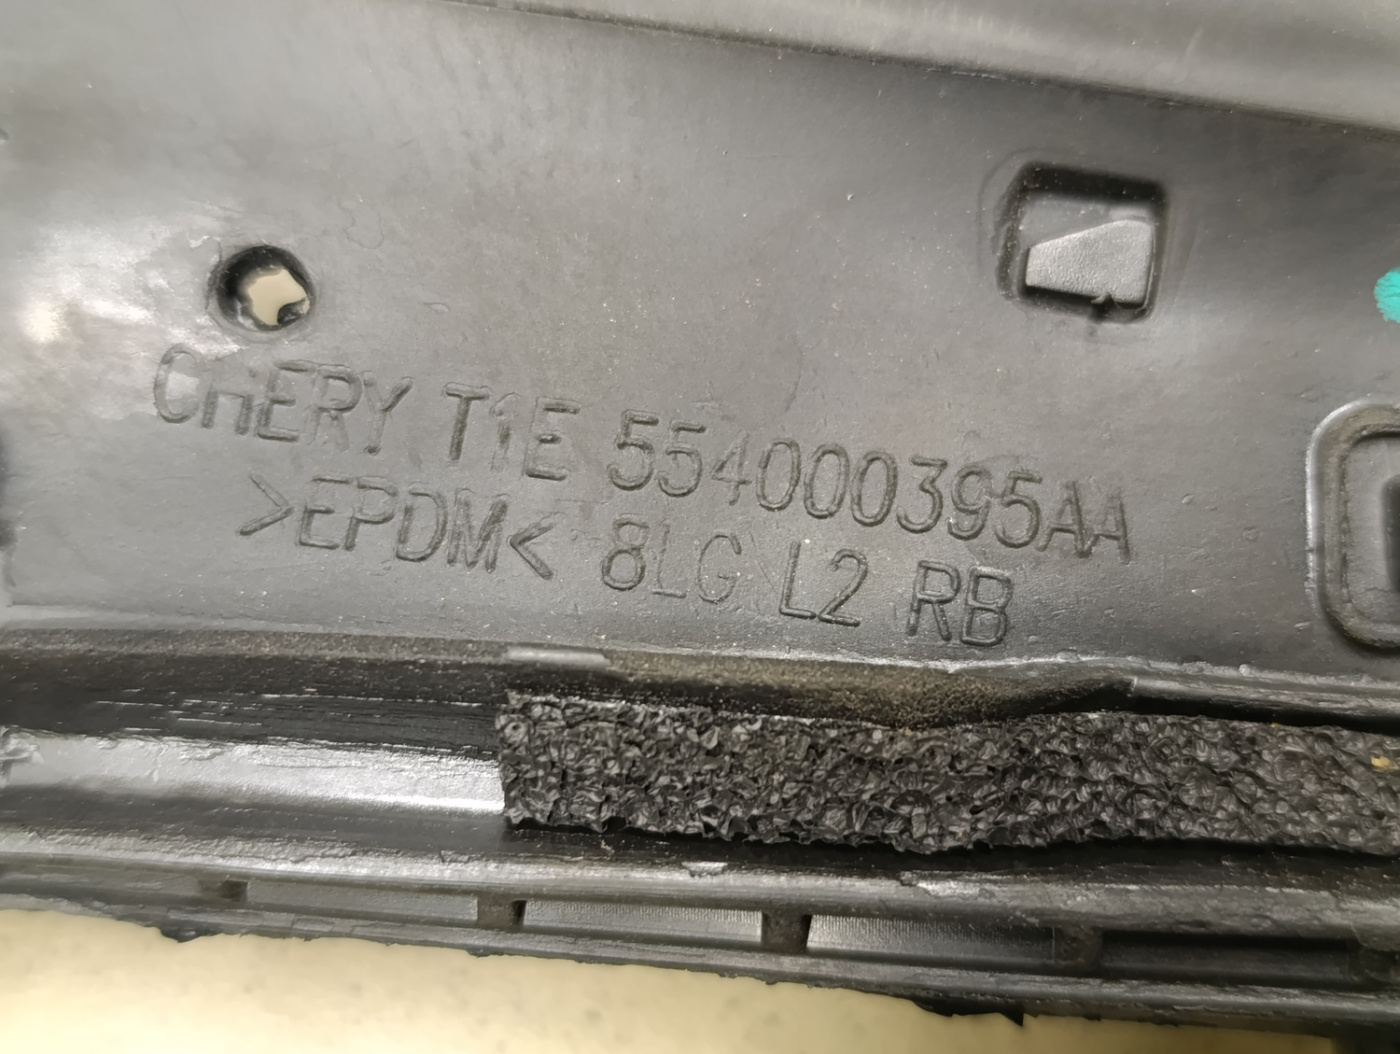 CHERY T1E 554000395AA
>EPDM< 8LG L2 RB